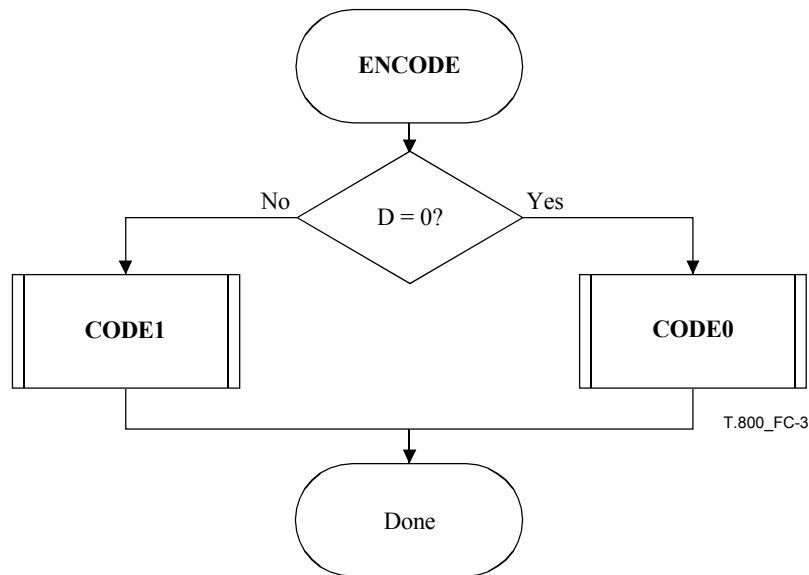 ENCODE
No
D = 0?
Yes
CODE1
CODE0
T.800_FC-3
Done